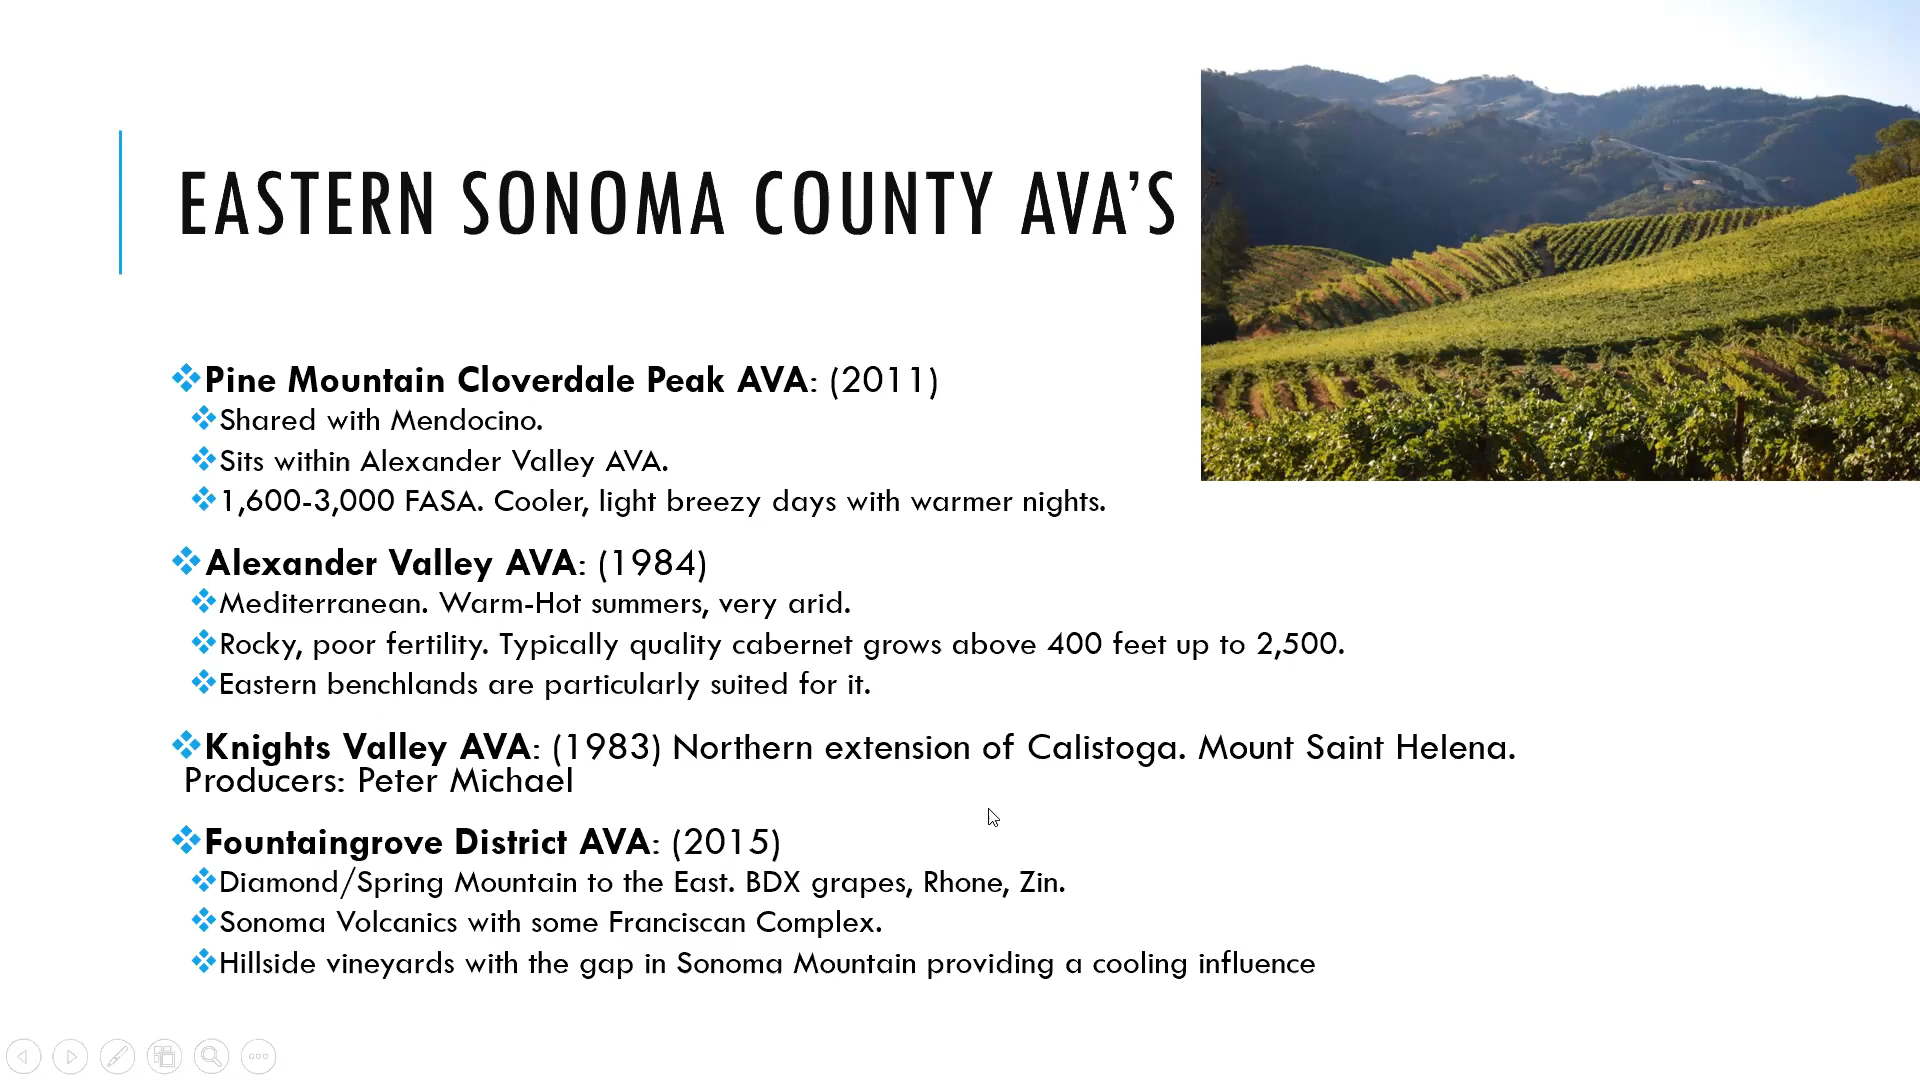 EASTERN SONOMA COUNTY AVA’S
Pine Mountain Cloverdale Peak AVA: (2011)
Shared with Mendocino.
Sits within Alexander Valley AVA.
1,600-3,000 FASA. Cooler, light breezy days with warmer nights.
Alexander Valley AVA: (1984)
Mediterranean. Warm-Hot summers, very arid.
Rocky, poor fertility. Typically quality cabernet grows above 400 feet up to 2,500.
Eastern benchlands are particularly suited for it.
Knights Valley AVA: (1983) Northern extension of Calistoga. Mount Saint Helena.
Producers: Peter Michael
Fountaingrove District AVA: (2015)
Diamond/Spring Mountain to the East. BDX grapes, Rhone, Zin.
Sonoma Volcanics with some Franciscan Complex.
Hillside vineyards with the gap in Sonoma Mountain providing a cooling influence